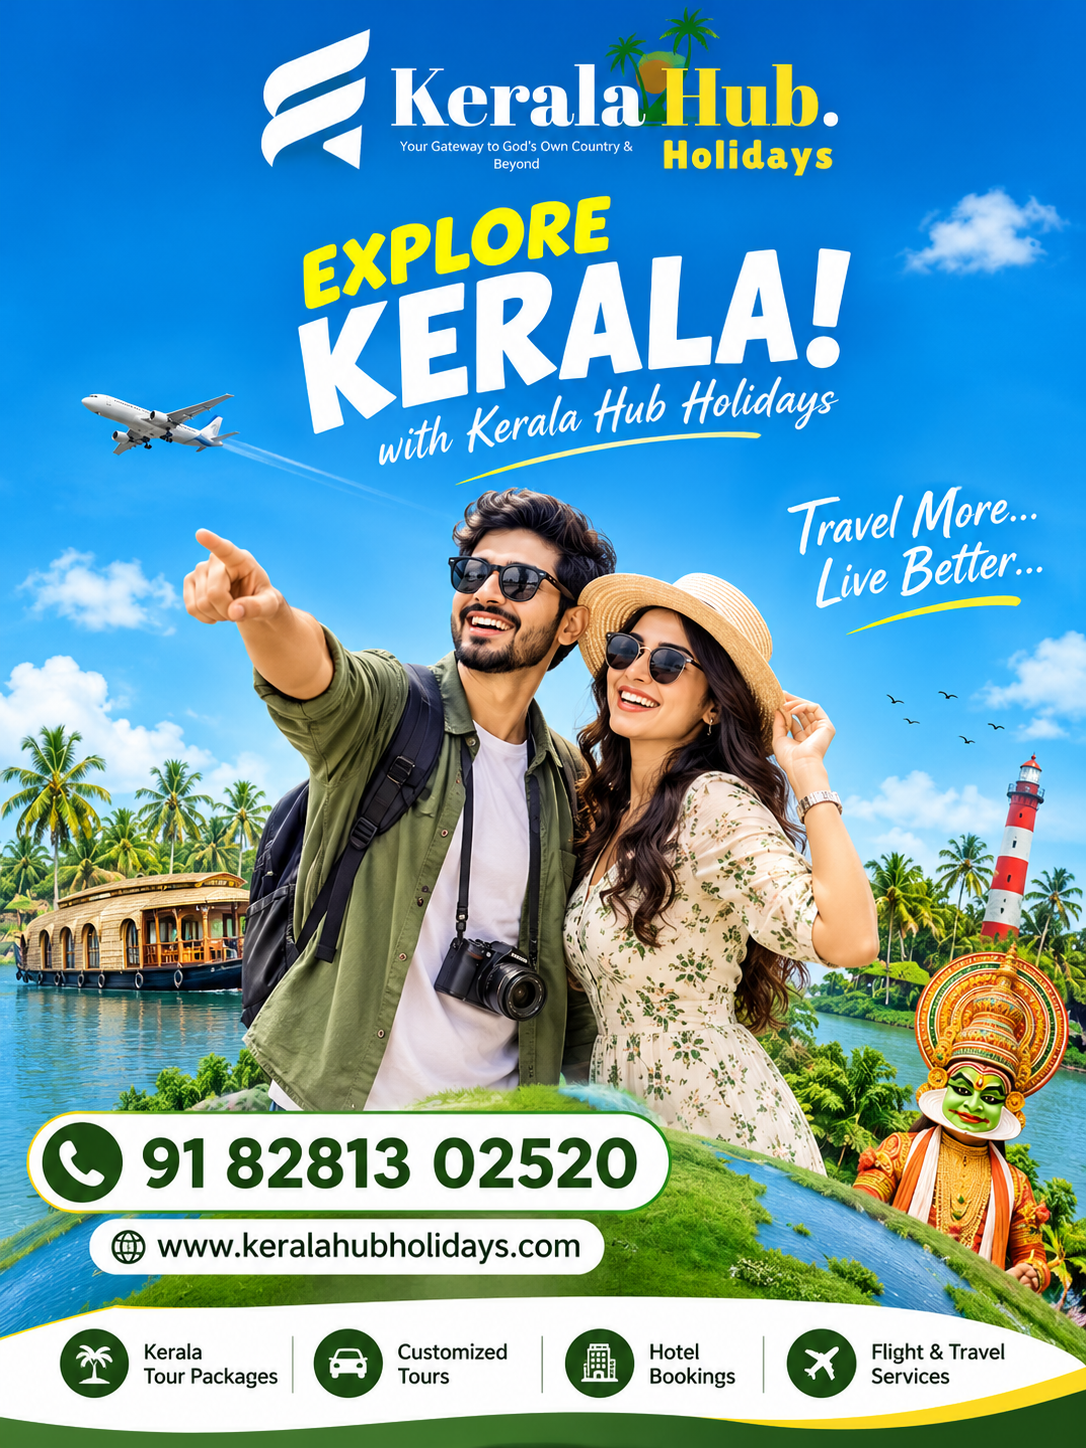 Kerala Hub.
Your Gateway to God's Own Country &
Beyond
Holidays
EXPLORE
KERALA!
with Kerala Hub Holidays
Travel More...
Live Better...
91 82813 02520
www.keralahubholidays.com
Kerala
Tour Packages
Customized
Tours
Hotel
Bookings
Flight & Travel
Services